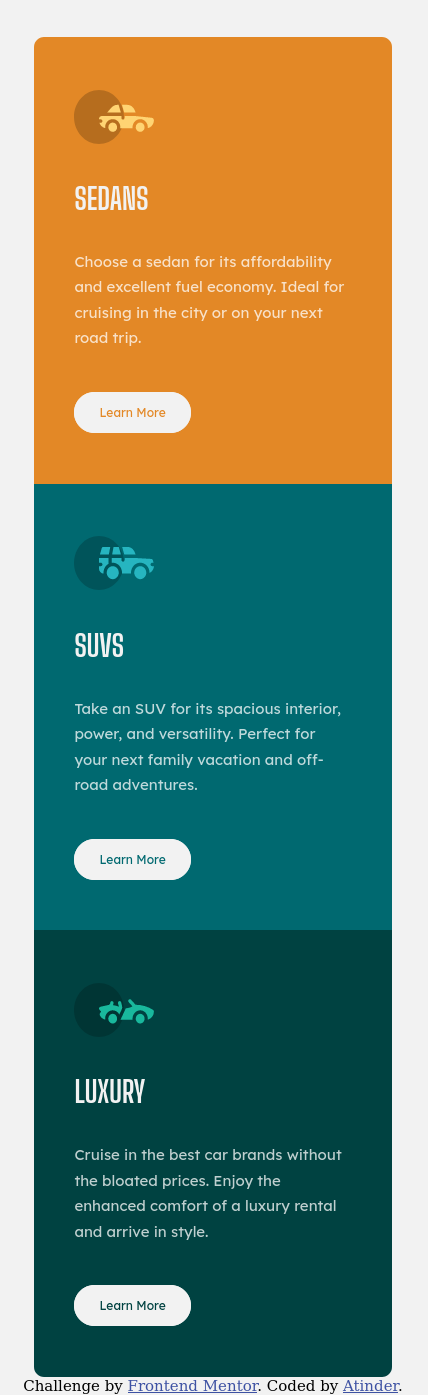 SEDANS
Choose a sedan for its affordability
and excellent fuel economy. Ideal for
cruising in the city or on your next
road trip.
Learn More
SUVS
Take an SUV for its spacious interior,
power, and versatility. Perfect for
your next family vacation and off-
road adventures.
Learn More
LUXURY
Cruise in the best car brands without
the bloated prices. Enjoy the
enhanced comfort of a luxury rental
and arrive in style.
Learn More
Challenge by Frontend Mentor. Coded by Atinder.